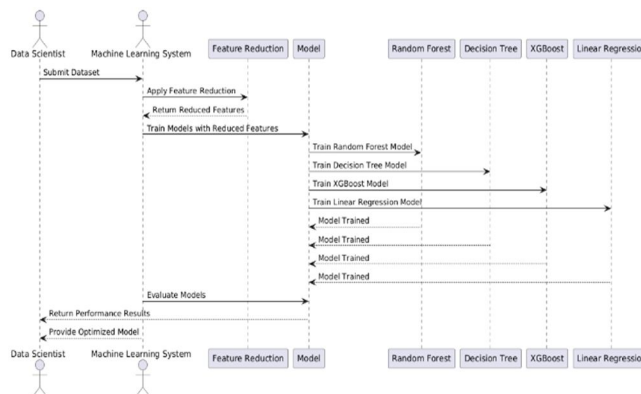 Data Scientist Machine Learning System Feature Reduction Model Random Forest Decision Tree XGBoost Linear Regressio
Submit Dataset
Apply Feature Reduction
Return Reduced Features
Train Models with Reduced Features
Train Random Forest Model
Train Decision Tree Model
Train XGBoost Model
Train Linear Regression Model
Model Trained
Model Trained
Model Trained
Model Trained
Evaluate Models
Return Performance Results
Provide Optimized Model
Data Scientist Machine Learning System Feature Reduction Model Random Forest Decision Tree XGBoost Linear Regressio